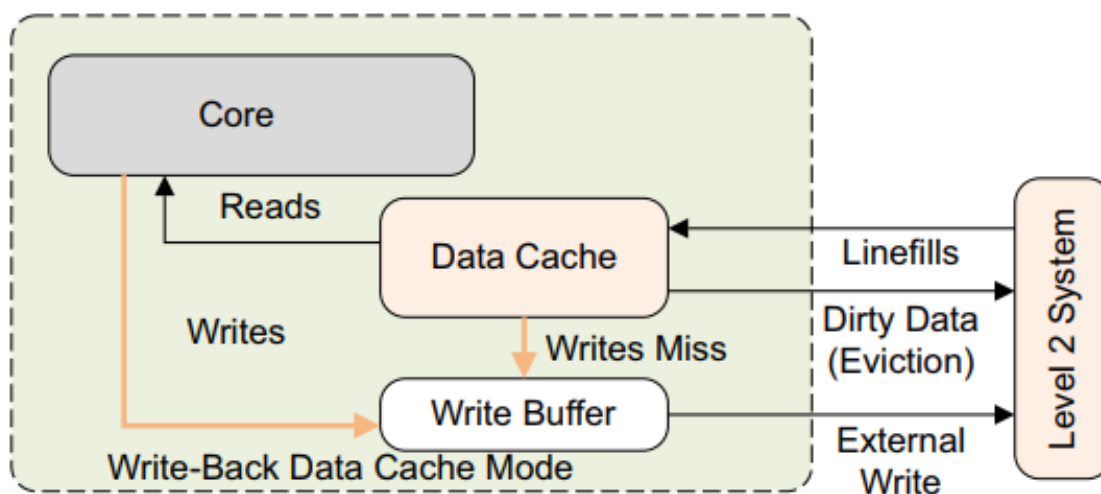 Core
Reads
Data Cache
Linefills
Level 2 System
Writes
Writes Miss
Dirty Data
(Eviction)
Write Buffer
External
Write
Write-Back Data Cache Mode